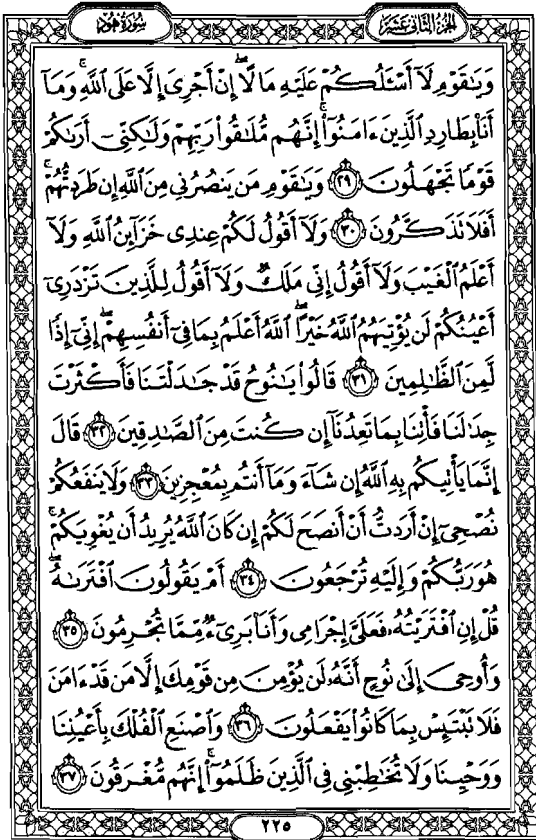 سُورَةُ هُودٍ
الجزء الثاني عشر
وَيَٰقَوْمِ لَآ أَسْـَٔلُكُمْ عَلَيْهِ مَالًا ۖ إِنْ أَجْرِىَ إِلَّا عَلَى ٱللَّهِ ۚ وَمَآ
أَنَا۠ بِطَارِدِ ٱلَّذِينَ ءَامَنُوٓا۟ ۚ إِنَّهُم مُّلَٰقُوا۟ رَبِّهِمْ وَلَٰكِنِّىٓ أَرَىٰكُمْ
قَوْمًا تَجْهَلُونَ ٢٩ وَيَٰقَوْمِ مَن يَنصُرُنِى مِنَ ٱللَّهِ إِن طَرَدتُّهُمْ ۚ
أَفَلَا تَذَكَّرُونَ ٣٠ وَلَآ أَقُولُ لَكُمْ عِندِى خَزَآئِنُ ٱللَّهِ وَلَآ
أَعْلَمُ ٱلْغَيْبَ وَلَآ أَقُولُ إِنِّى مَلَكٌ وَلَآ أَقُولُ لِلَّذِينَ تَزْدَرِىٓ
أَعْيُنُكُمْ لَن يُؤْتِيَهُمُ ٱللَّهُ خَيْرًا ۖ ٱللَّهُ أَعْلَمُ بِمَا فِىٓ أَنفُسِهِمْ ۖ إِنِّىٓ إِذًا
لَّمِنَ ٱلظَّٰلِمِينَ ٣١ قَالُوا۟ يَٰنُوحُ قَدْ جَٰدَلْتَنَا فَأَكْثَرْتَ
جِدَٰلَنَا فَأْتِنَا بِمَا تَعِدُنَآ إِن كُنتَ مِنَ ٱلصَّٰدِقِينَ ٣٢ قَالَ
إِنَّمَا يَأْتِيكُم بِهِ ٱللَّهُ إِن شَآءَ وَمَآ أَنتُم بِمُعْجِزِينَ ٣٣ وَلَا يَنفَعُكُمْ
نُصْحِىٓ إِنْ أَرَدتُّ أَنْ أَنصَحَ لَكُمْ إِن كَانَ ٱللَّهُ يُرِيدُ أَن يُغْوِيَكُمْ ۚ
هُوَ رَبُّكُمْ وَإِلَيْهِ تُرْجَعُونَ ٣٤ أَمْ يَقُولُونَ ٱفْتَرَىٰهُ ۖ
قُلْ إِنِ ٱفْتَرَيْتُهُۥ فَعَلَىَّ إِجْرَامِى وَأَنَا۠ بَرِىٓءٌ مِّمَّا تُجْرِمُونَ ٣٥
وَأُوحِىَ إِلَىٰ نُوحٍ أَنَّهُۥ لَن يُؤْمِنَ مِن قَوْمِكَ إِلَّا مَن قَدْ ءَامَنَ
فَلَا تَبْتَئِسْ بِمَا كَانُوا۟ يَفْعَلُونَ ٣٦ وَٱصْنَعِ ٱلْفُلْكَ بِأَعْيُنِنَا
وَوَحْيِنَا وَلَا تُخَٰطِبْنِى فِى ٱلَّذِينَ ظَلَمُوٓا۟ ۚ إِنَّهُم مُّغْرَقُونَ ٣٧
٢٢٥